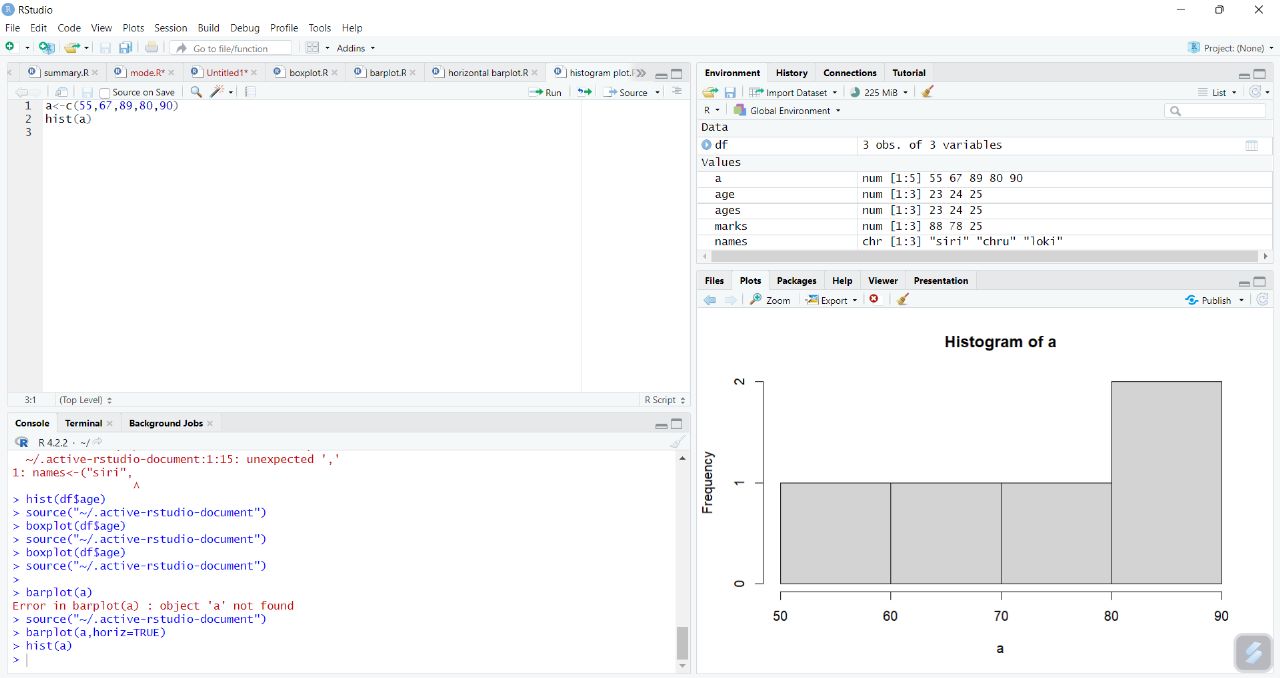 RStudio
File Edit Code View Plots Session Build Debug Profile Tools Help
Go to file/function Addins Project: (None)
summary.R mode.R* Untitled1* boxplot.R barplot.R horizontal barplot.R histogram plot.
Source on Save Run Source
1 a<-c(55,67,89,80,90)
2 hist(a)
3
3:1 (Top Level) R Script
Console Terminal Background Jobs
R 4.2.2 · ~/
~/.active-rstudio-document:1:15: unexpected ','
1: names<-("siri",
^
> hist(df$age)
> source("~/.active-rstudio-document")
> boxplot(df$age)
> source("~/.active-rstudio-document")
> boxplot(df$age)
> source("~/.active-rstudio-document")
>
> barplot(a)
Error in barplot(a) : object 'a' not found
> source("~/.active-rstudio-document")
> barplot(a,horiz=TRUE)
> hist(a)
>
Environment History Connections Tutorial
Import Dataset 225 MiB List
R Global Environment
Data
df 3 obs. of 3 variables
Values
a num [1:5] 55 67 89 80 90
age num [1:3] 23 24 25
ages num [1:3] 23 24 25
marks num [1:3] 88 78 25
names chr [1:3] "siri" "chru" "loki"
Files Plots Packages Help Viewer Presentation
Zoom Export Publish
Histogram of a
Frequency
2
1
0
50 60 70 80 90
a